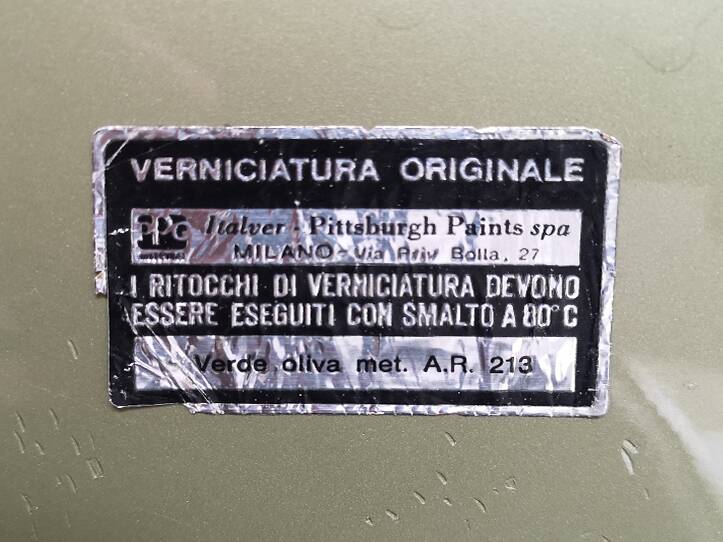 VERNICIATURA ORIGINALE
PPG Italver - Pittsburgh Paints spa
MILANO - Via Priv Bolla, 27
I RITOCCHI DI VERNICIATURA DEVONO
ESSERE ESEGUITI CON SMALTO A 80° C
Verde oliva met. A.R. 213